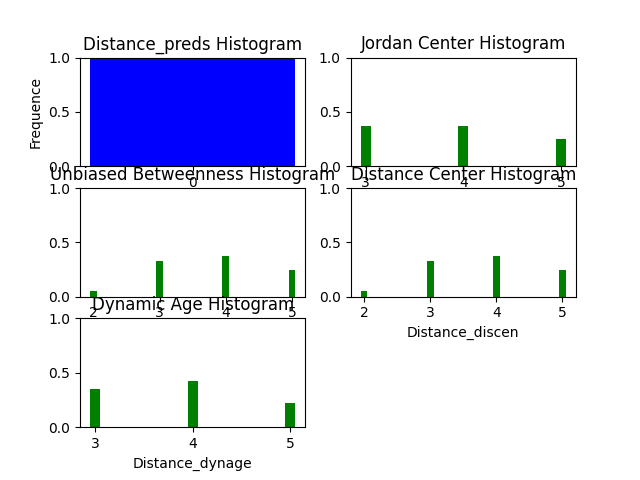 Distance_preds Histogram
Jordan Center Histogram
1.0
0.5
0.0
Frequence
0
1.0
0.5
0.0
3 4 5
Unbiased Betweenness Histogram
Distance Center Histogram
1.0
0.5
0.0
2 3 4 5
1.0
0.5
0.0
2 3 4 5
Distance_discen
Dynamic Age Histogram
1.0
0.5
0.0
3 4 5
Distance_dynage